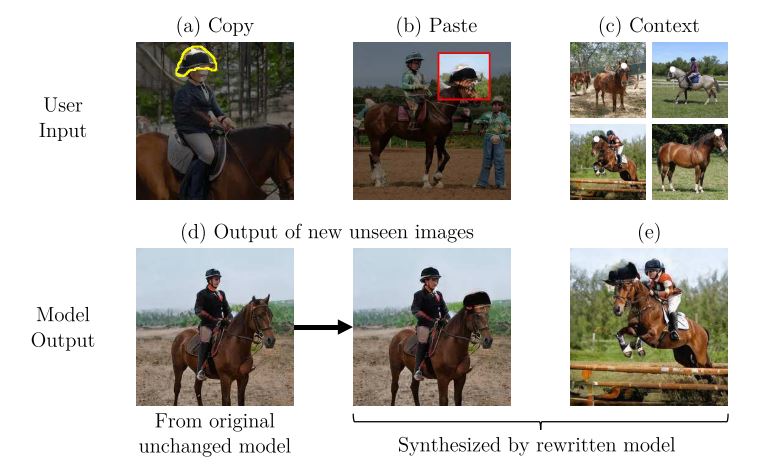 (a) Copy
(b) Paste
(c) Context
User
Input
(d) Output of new unseen images
(e)
Model
Output
From original
unchanged model
Synthesized by rewritten model